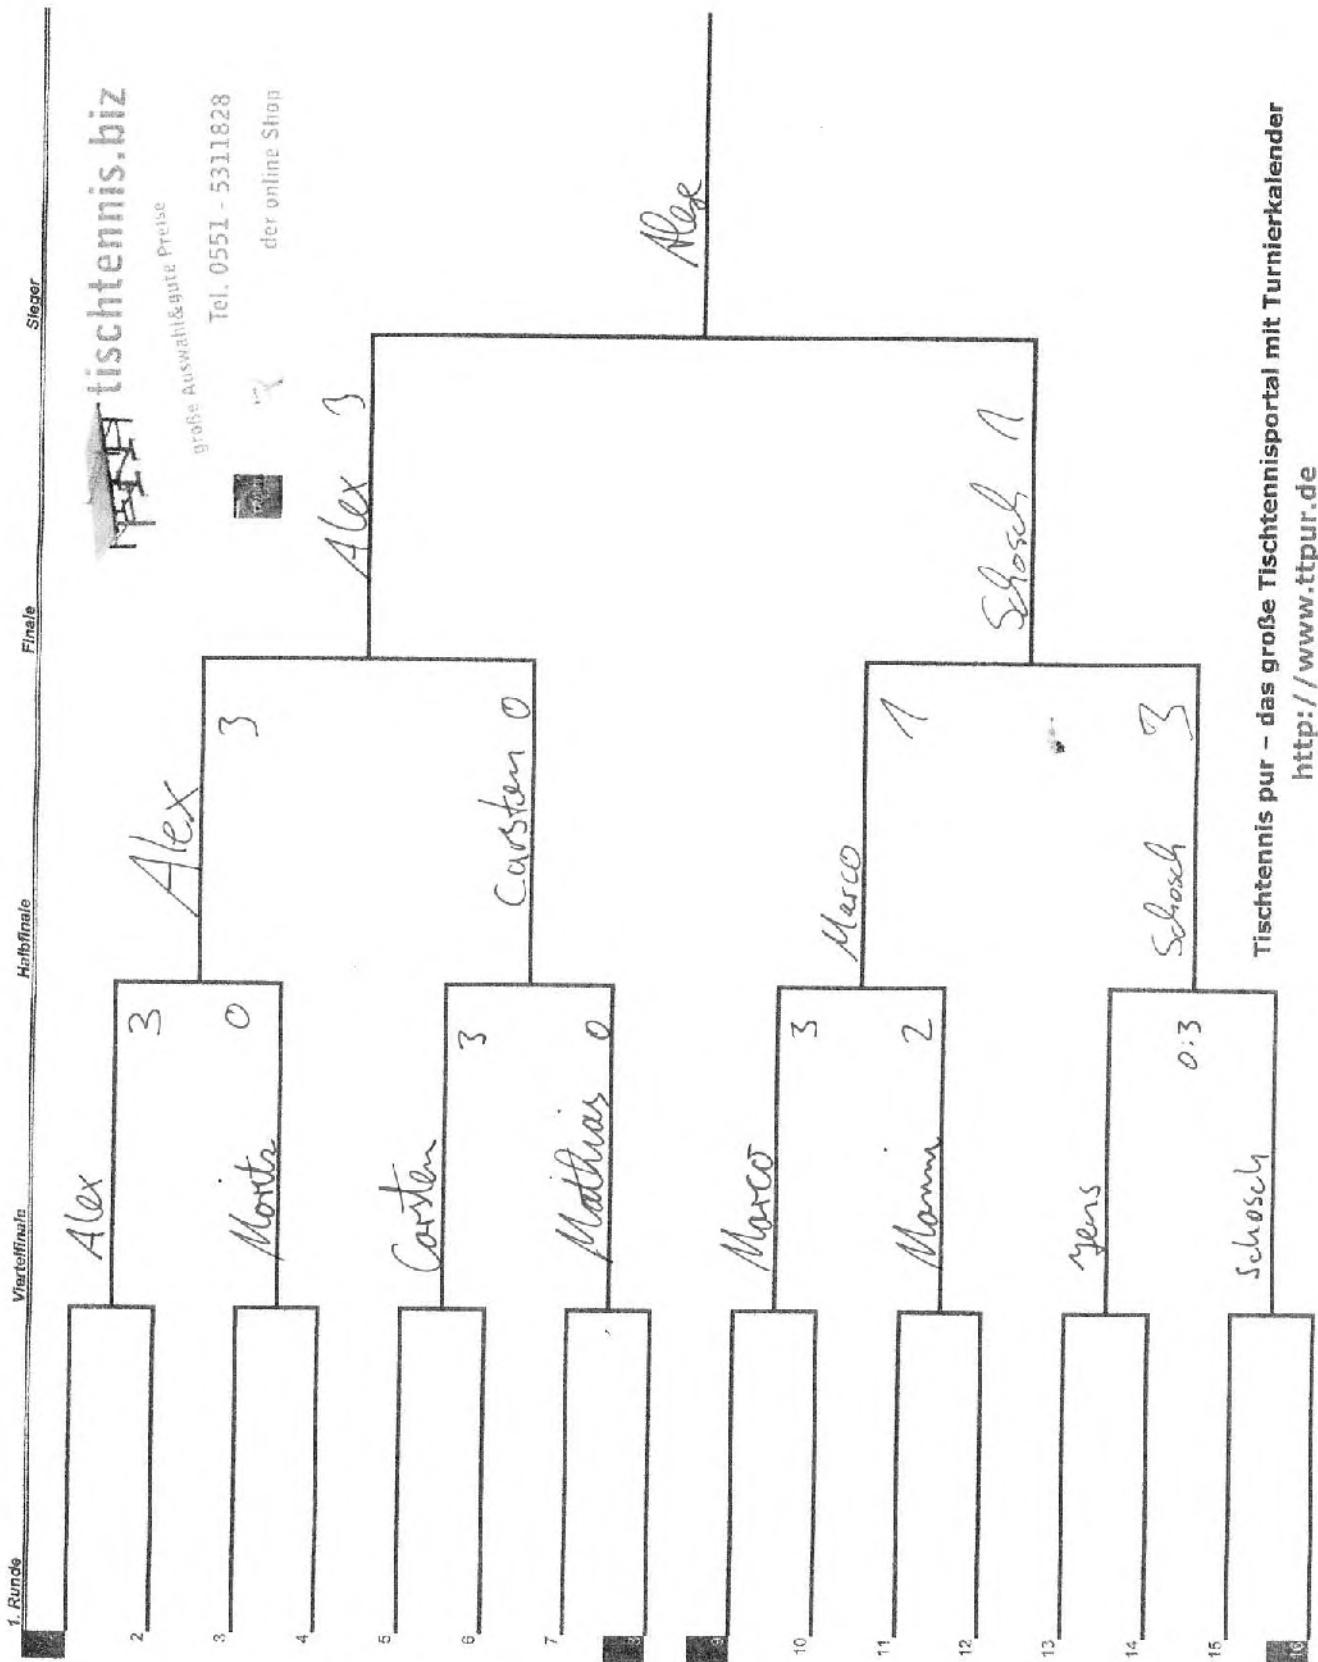 1. Runde
Viertelfinale
Halbfinale
Finale
Sieger
tischtennis.biz
große Auswahl&gute Preise
Tel. 0551 - 5311828
der online Shop
2
3
4
5
6
7
8
9
10
11
12
13
14
15
16
Alex
3
Moritz
0
Carsten
3
Mathias
0
Marco
3
Manni
2
Jens
0:3
Schosch
Alex
3
Carsten 0
Marco
1
Schosch 3
Alex 3
Schosch 1
Alex
Tischtennis pur – das große Tischtennisportal mit Turnierkalender
http://www.ttpur.de